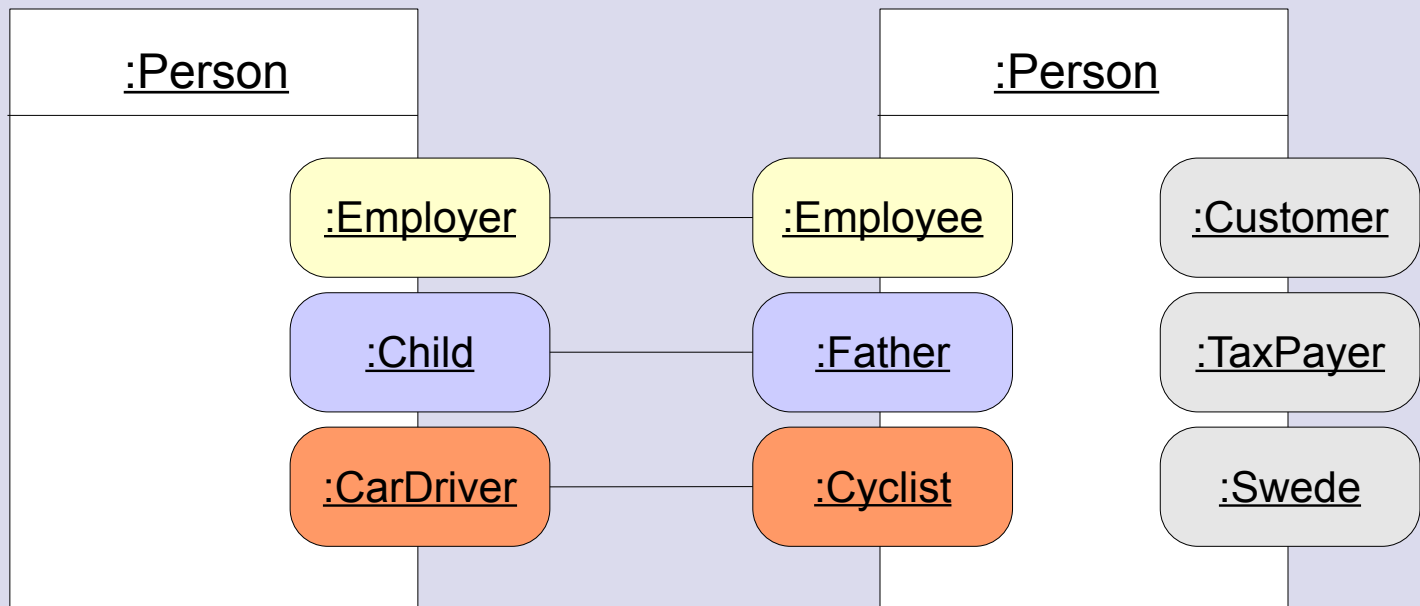 :Person
:Person
:Employer
:Employee
:Customer
:Child
:Father
:TaxPayer
:CarDriver
:Cyclist
:Swede